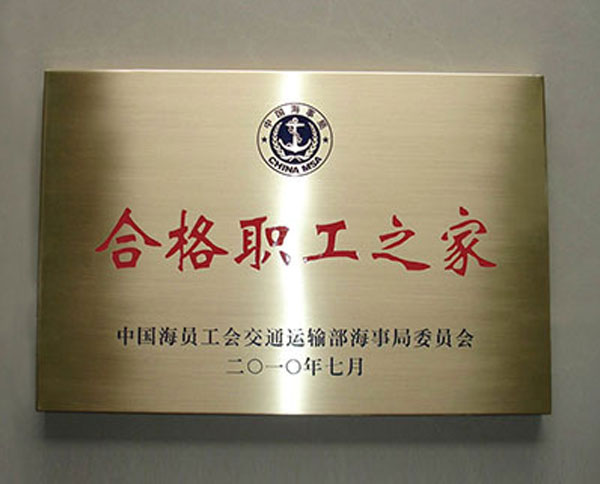 中国海事局
CHINA MSA
合格职工之家
中国海员工会交通运输部海事局委员会
二〇一〇年七月